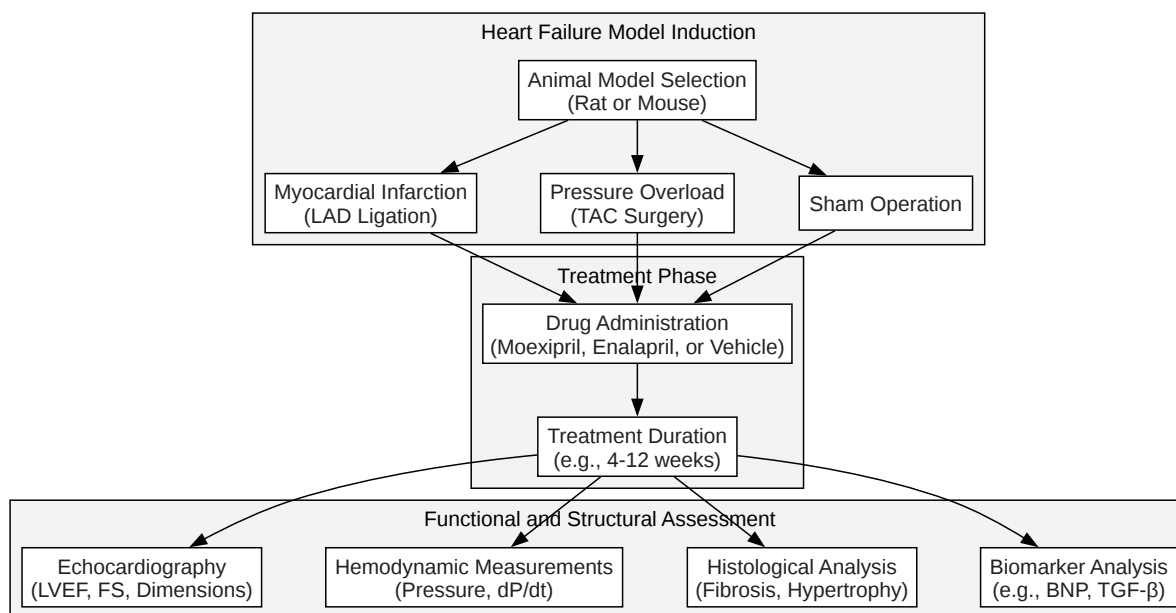 Heart Failure Model Induction
Animal Model Selection
(Rat or Mouse)
Myocardial Infarction
(LAD Ligation)
Pressure Overload
(TAC Surgery)
Sham Operation
Treatment Phase
Drug Administration
(Moexipril, Enalapril, or Vehicle)
Treatment Duration
(e.g., 4-12 weeks)
Functional and Structural Assessment
Echocardiography
(LVEF, FS, Dimensions)
Hemodynamic Measurements
(Pressure, dP/dt)
Histological Analysis
(Fibrosis, Hypertrophy)
Biomarker Analysis
(e.g., BNP, TGF-β)